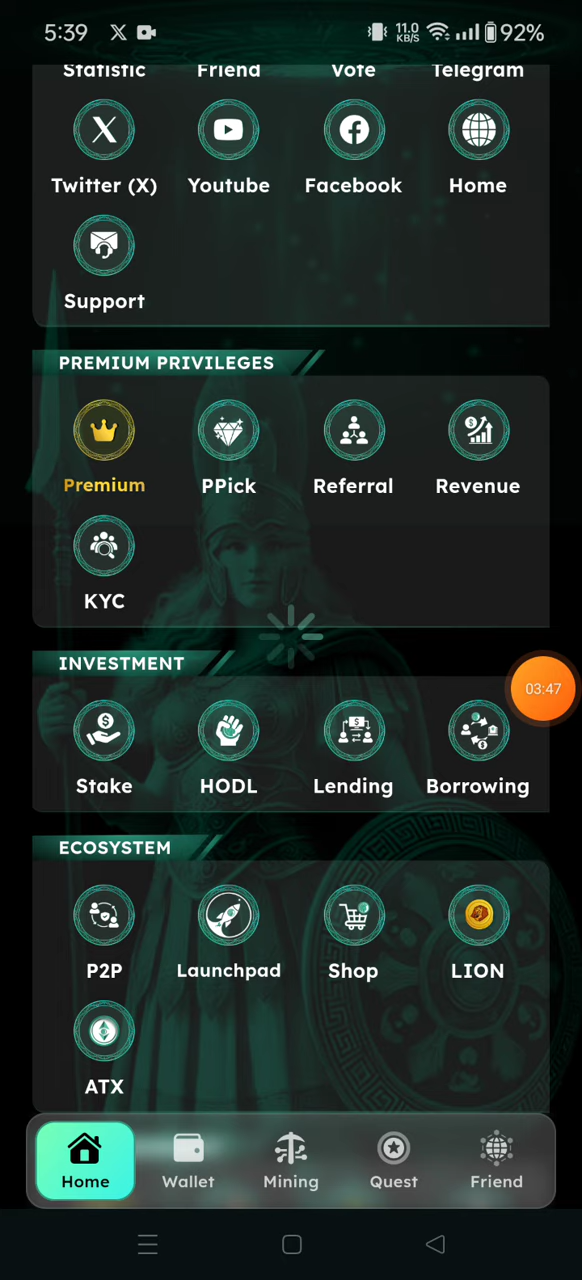 5:39 X 11.0 KB/S 92%
Statistic Friend Vote Telegram
Twitter (X) Youtube Facebook Home
Support
PREMIUM PRIVILEGES
Premium PPick Referral Revenue
KYC
INVESTMENT
03:47
Stake HODL Lending Borrowing
ECOSYSTEM
P2P Launchpad Shop LION
ATX
Home Wallet Mining Quest Friend